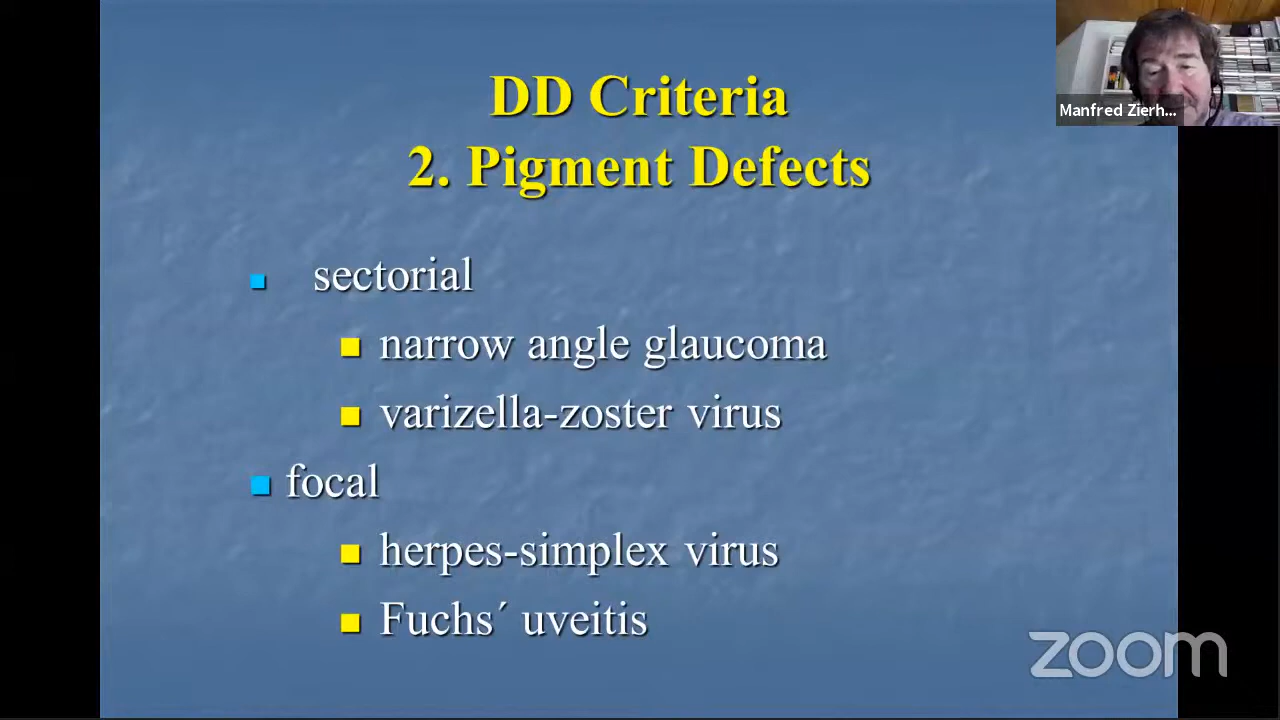 DD Criteria
2. Pigment Defects
Manfred Zierh...
sectorial
narrow angle glaucoma
varizella-zoster virus
focal
herpes-simplex virus
Fuchs´ uveitis
zoom